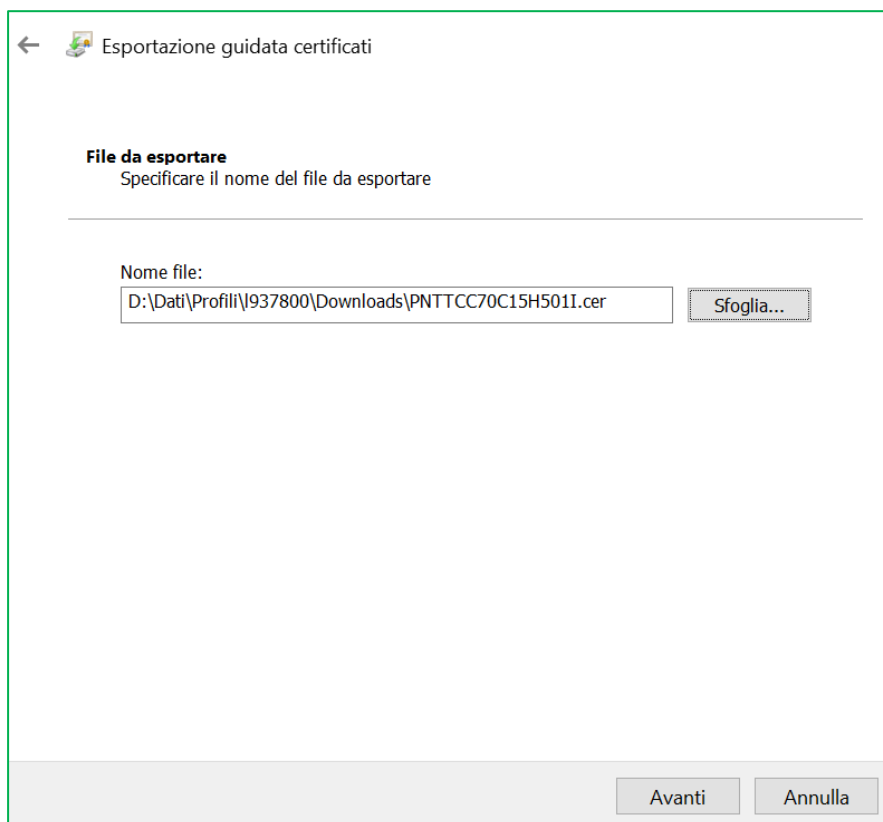 Esportazione guidata certificati
File da esportare
Specificare il nome del file da esportare
Nome file:
D:\Dati\Profili\l937800\Downloads\PNTTCC70C15H501I.cer
Sfoglia...
Avanti
Annulla